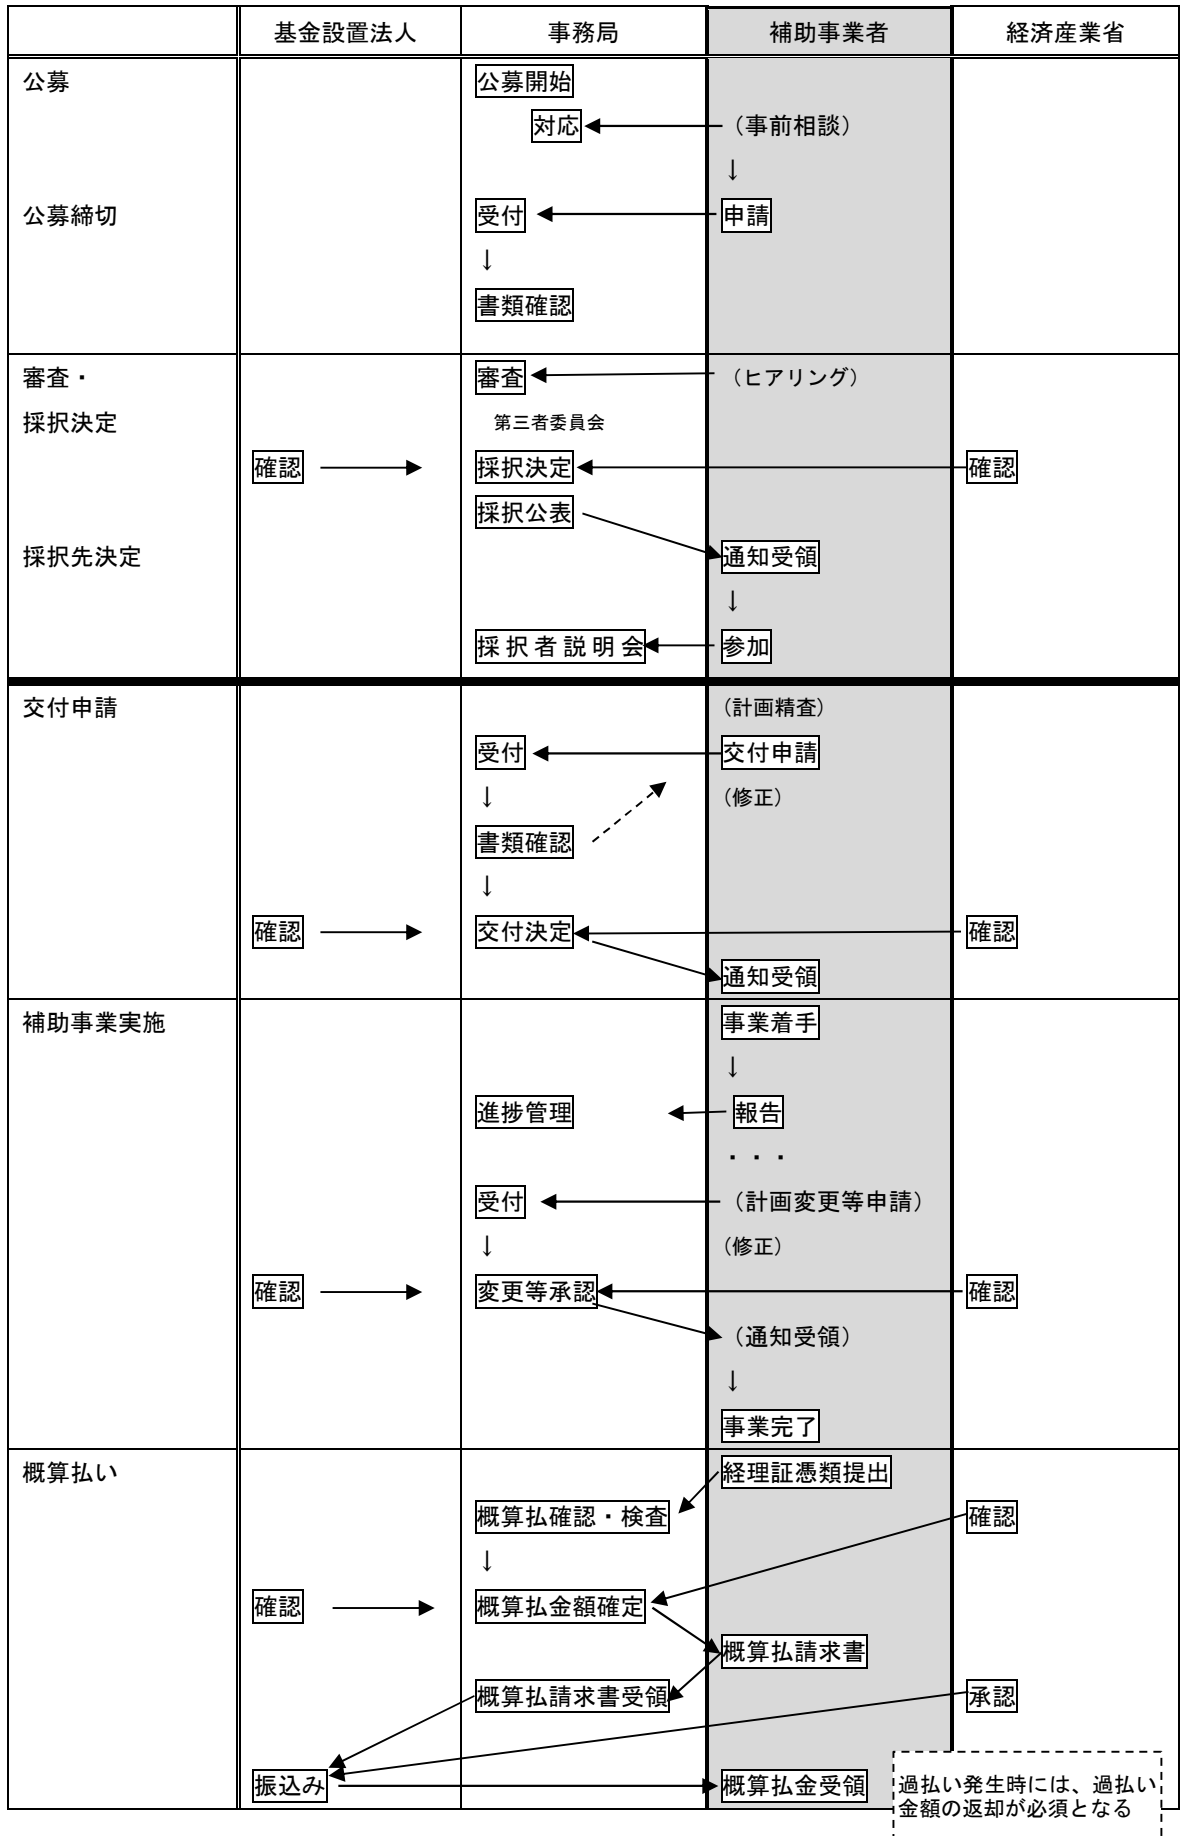 基金設置法人 事務局 補助事業者 経済産業省
公募 公募開始
対応 （事前相談）
↓
公募締切 受付 申請
↓
書類確認
審査・ 審査 （ヒアリング）
採択決定 第三者委員会
確認 採択決定 確認
採択公表
採択先決定 通知受領
↓
採択者説明会 参加
交付申請 （計画精査）
受付 交付申請
↓ （修正）
書類確認
↓
確認 交付決定 確認
通知受領
補助事業実施 事業着手
↓
進捗管理 報告
・・・
受付 （計画変更等申請）
↓ （修正）
確認 変更等承認 確認
（通知受領）
↓
事業完了
概算払い 経理証憑類提出
概算払確認・検査 確認
↓
確認 概算払金額確定
概算払請求書
概算払請求書受領 承認
振込み 概算払金受領
過払い発生時には、過払い
金額の返却が必須となる